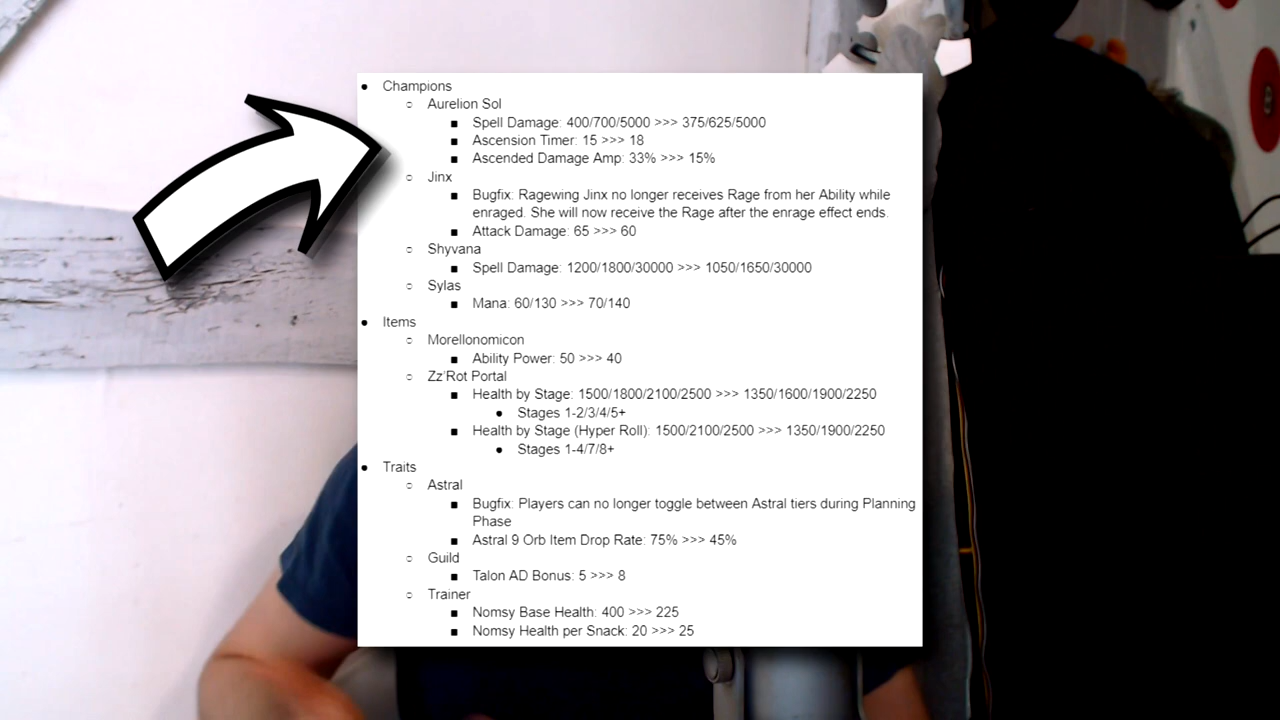 Champions
Aurelion Sol
Spell Damage: 400/700/5000 >>> 375/625/5000
Ascension Timer: 15 >>> 18
Ascended Damage Amp: 33% >>> 15%
Jinx
Bugfix: Ragewing Jinx no longer receives Rage from her Ability while
enraged. She will now receive the Rage after the enrage effect ends.
Attack Damage: 65 >>> 60
Shyvana
Spell Damage: 1200/1800/30000 >>> 1050/1650/30000
Sylas
Mana: 60/130 >>> 70/140
Items
Morellonomicon
Ability Power: 50 >>> 40
Zz'Rot Portal
Health by Stage: 1500/1800/2100/2500 >>> 1350/1600/1900/2250
Stages 1-2/3/4/5+
Health by Stage (Hyper Roll): 1500/2100/2500 >>> 1350/1900/2250
Stages 1-4/7/8+
Traits
Astral
Bugfix: Players can no longer toggle between Astral tiers during Planning
Phase
Astral 9 Orb Item Drop Rate: 75% >>> 45%
Guild
Talon AD Bonus: 5 >>> 8
Trainer
Nomsy Base Health: 400 >>> 225
Nomsy Health per Snack: 20 >>> 25